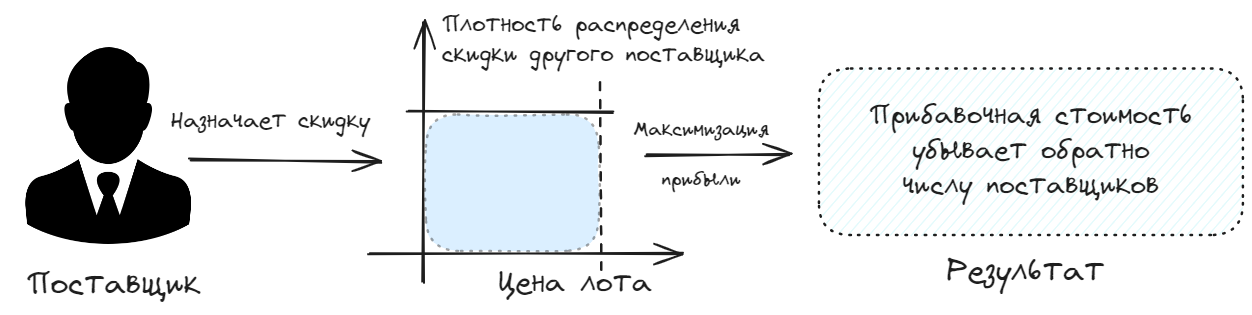 Поставщик
Назначает скидку
Плотность распределения
скидки другого поставщика
Цена лота
Максимизация
прибыли
Прибавочная стоимость
убывает обратно
числу поставщиков
Результат